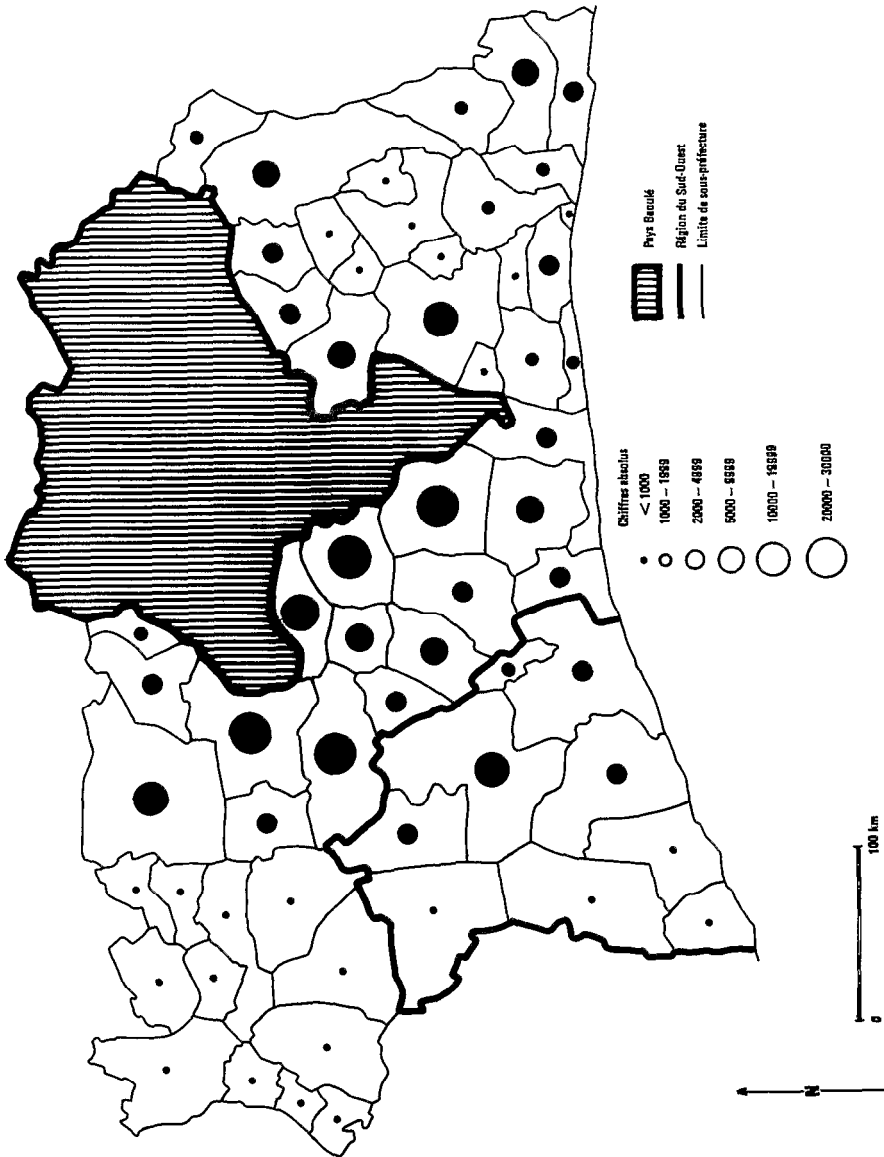 Pays Baoulé
Région du Sud-Ouest
Limite de sous-préfecture
Chiffres absolus
< 1000
1000 – 1999
2000 – 4999
5000 – 9999
10000 – 19999
20000 – 30000
0 100 km
N